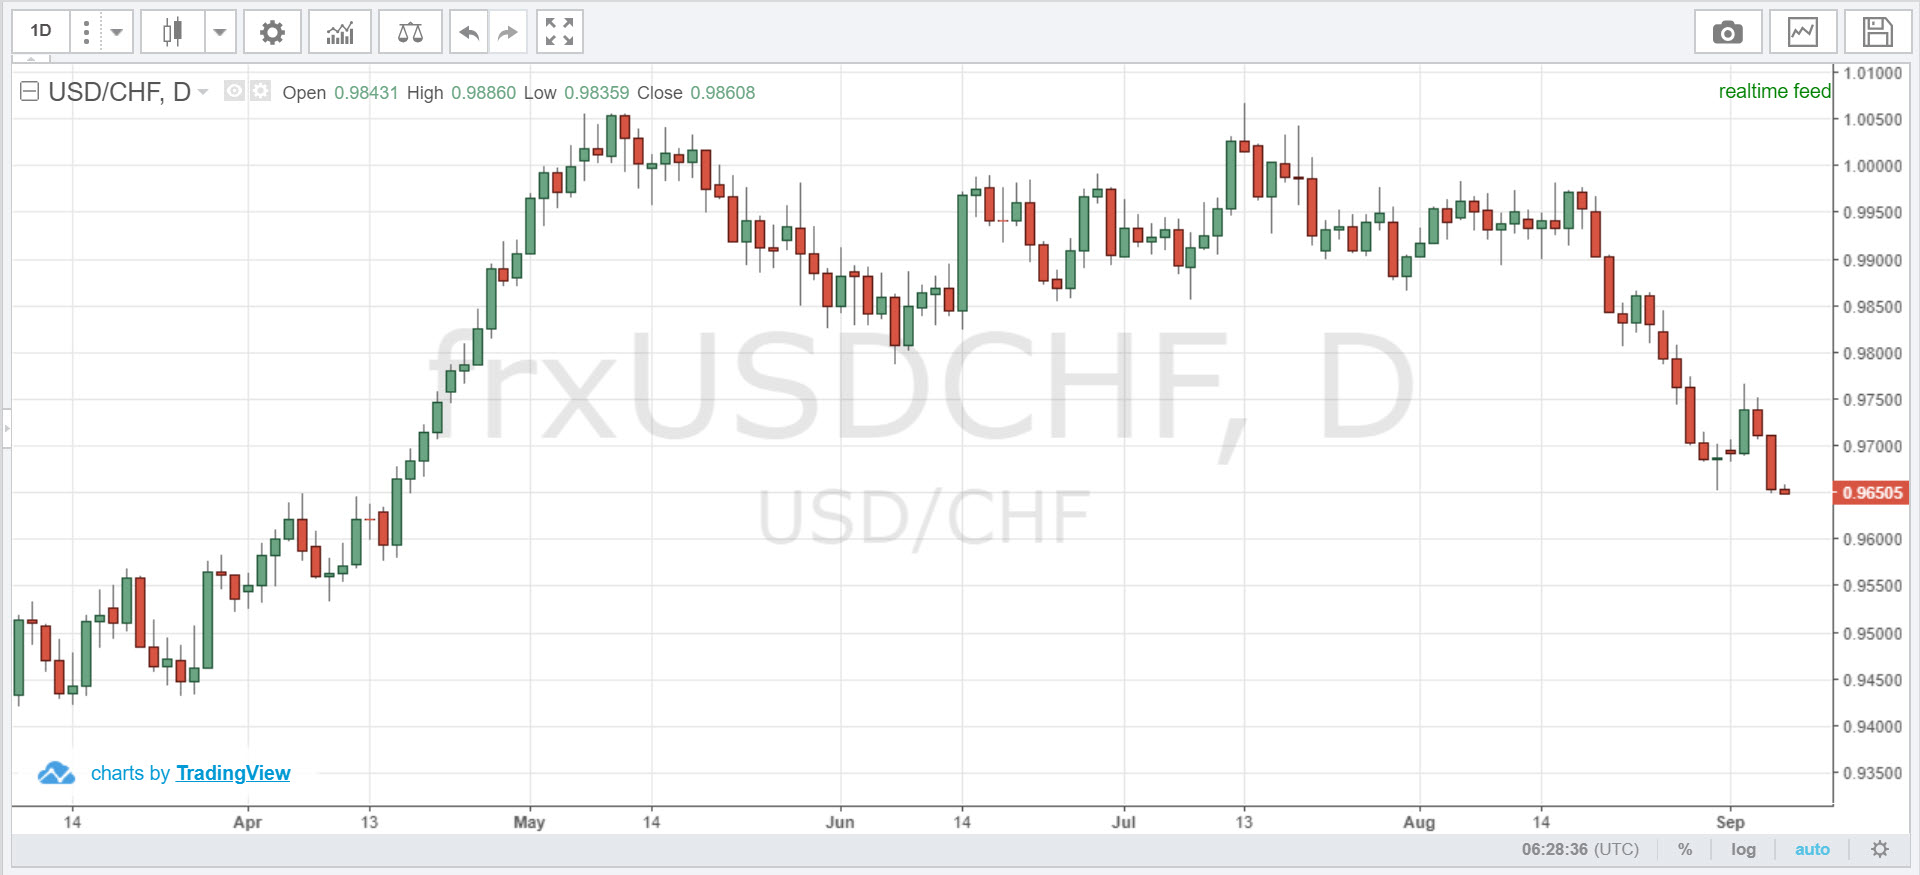 1D
USD/CHF, D Open 0.98431 High 0.98860 Low 0.98359 Close 0.98608
realtime feed
1.01000
1.00500
1.00000
0.99500
0.99000
0.98500
0.98000
0.97500
0.97000
0.96505
0.96000
0.95500
0.95000
0.94500
0.94000
0.93500
frxUSDCHF, D
USD/CHF
charts by TradingView
14 Apr 13 May 14 Jun 14 Jul 13 Aug 14 Sep
06:28:36 (UTC) % log auto